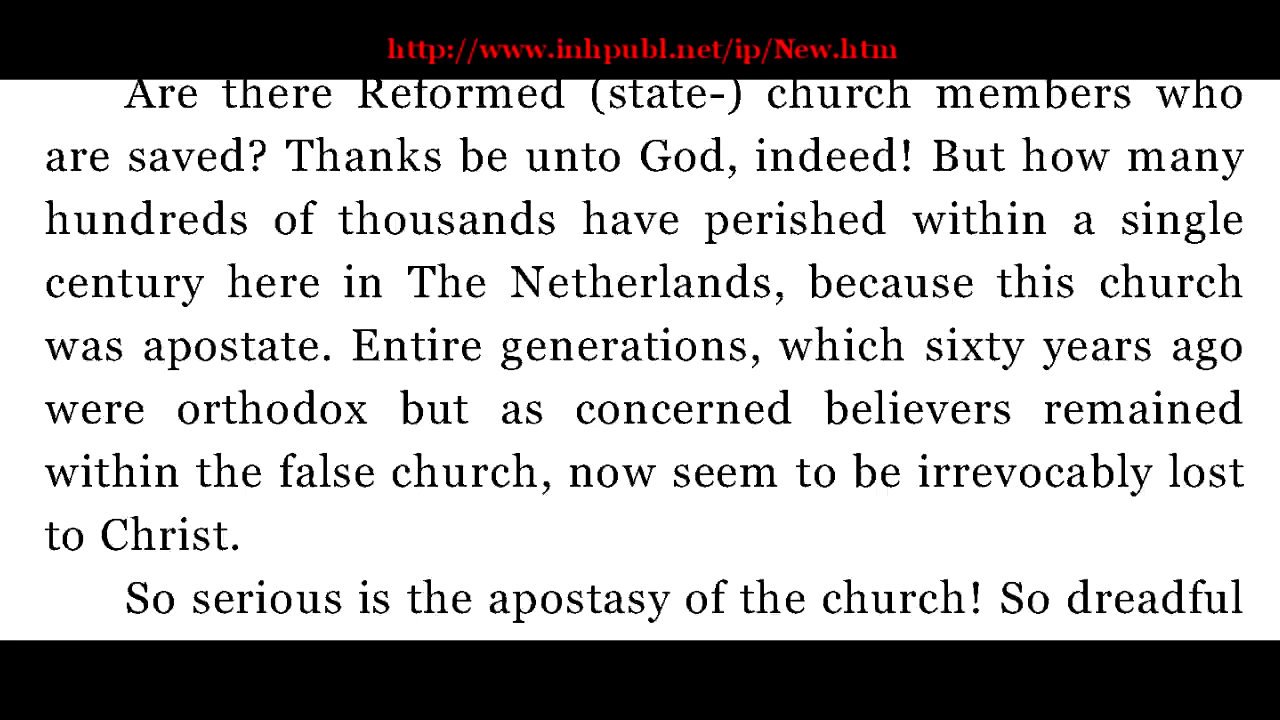 http://www.inhpubl.net/ip/New.htm
Are there Reformed (state-) church members who
are saved? Thanks be unto God, indeed! But how many
hundreds of thousands have perished within a single
century here in The Netherlands, because this church
was apostate. Entire generations, which sixty years ago
were orthodox but as concerned believers remained
within the false church, now seem to be irrevocably lost
to Christ.
So serious is the apostasy of the church! So dreadful